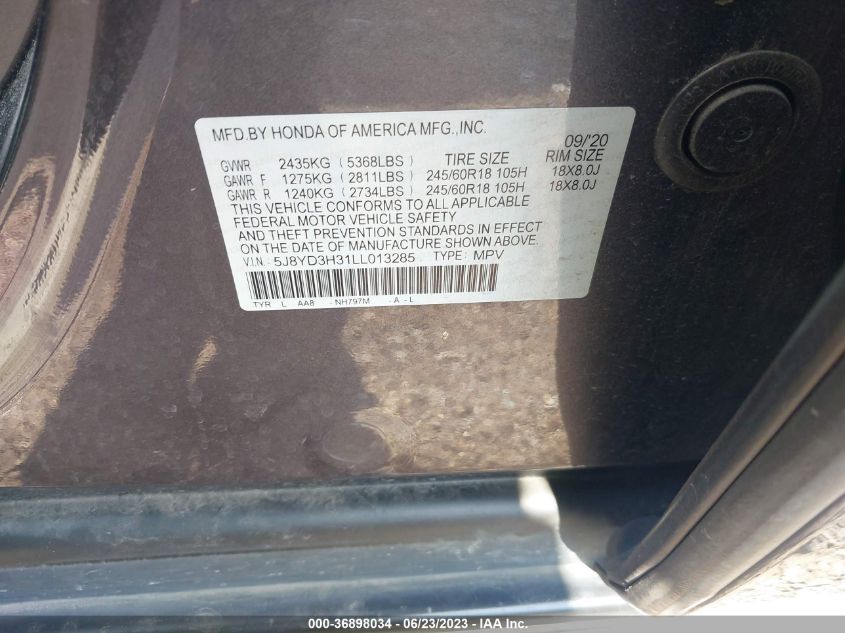 MFD.BY HONDA OF AMERICA MFG.,INC.
09/'20
GVWR 2435KG (5368LBS) TIRE SIZE RIM SIZE
GAWR F 1275KG (2811LBS) 245/60R18 105H 18X8.0J
GAWR R 1240KG (2734LBS) 245/60R18 105H 18X8.0J
THIS VEHICLE CONFORMS TO ALL APPLICABLE
FEDERAL MOTOR VEHICLE SAFETY
AND THEFT PREVENTION STANDARDS IN EFFECT
ON THE DATE OF MANUFACTURE SHOWN ABOVE.
V.I.N.: 5J8YD3H31LL013285 TYPE: MPV
TYR L AA8 -NH797M -A -L
000-36898034 - 06/23/2023 - © IAA Inc.